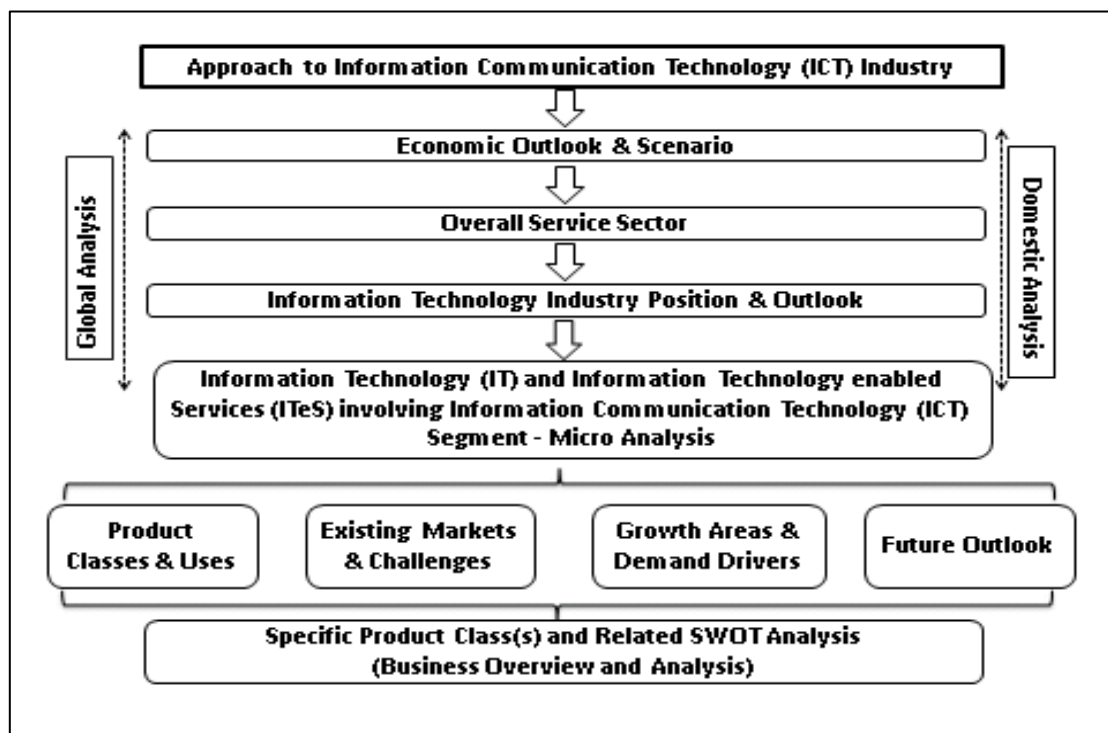 Approach to Information Communication Technology (ICT) Industry
Economic Outlook & Scenario
Overall Service Sector
Information Technology Industry Position & Outlook
Global Analysis
Domestic Analysis
Information Technology (IT) and Information Technology enabled
Services (ITeS) involving Information Communication Technology (ICT)
Segment - Micro Analysis
Product
Classes & Uses
Existing Markets
& Challenges
Growth Areas &
Demand Drivers
Future Outlook
Specific Product Class(s) and Related SWOT Analysis
(Business Overview and Analysis)